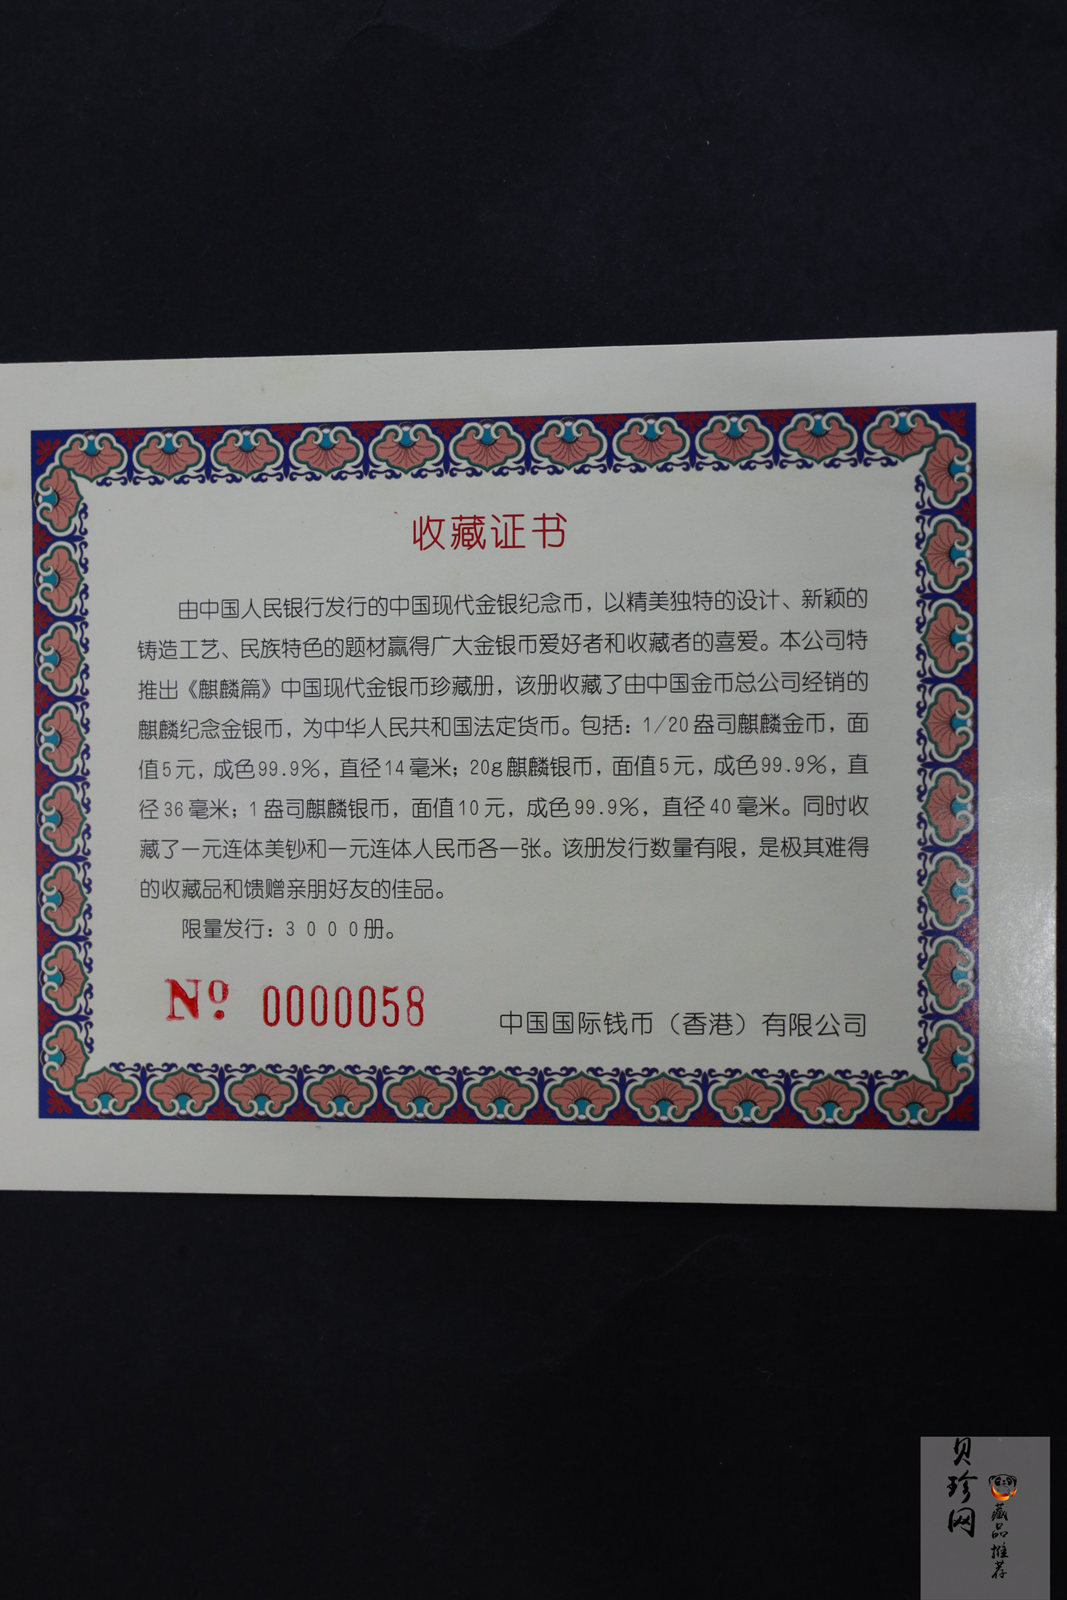 收藏证书
由中国人民银行发行的中国现代金银纪念币，以精美独特的设计、新颖的
铸造工艺、民族特色的题材赢得广大金银币爱好者和收藏者的喜爱。本公司特
推出《麒麟篇》中国现代金银币珍藏册，该册收藏了由中国金币总公司经销的
麒麟纪念金银币，为中华人民共和国法定货币。包括：1/20盎司麒麟金币，面
值5元，成色99.9%，直径14毫米；20g麒麟银币，面值5元，成色99.9%，直
径36毫米；1盎司麒麟银币，面值10元，成色99.9%，直径40毫米。同时收
藏了一元连体美钞和一元连体人民币各一张。该册发行数量有限，是极其难得
的收藏品和馈赠亲朋好友的佳品。
限量发行：3000册。
Nº 0000058
中国国际钱币（香港）有限公司
贝珍网
藏品推荐